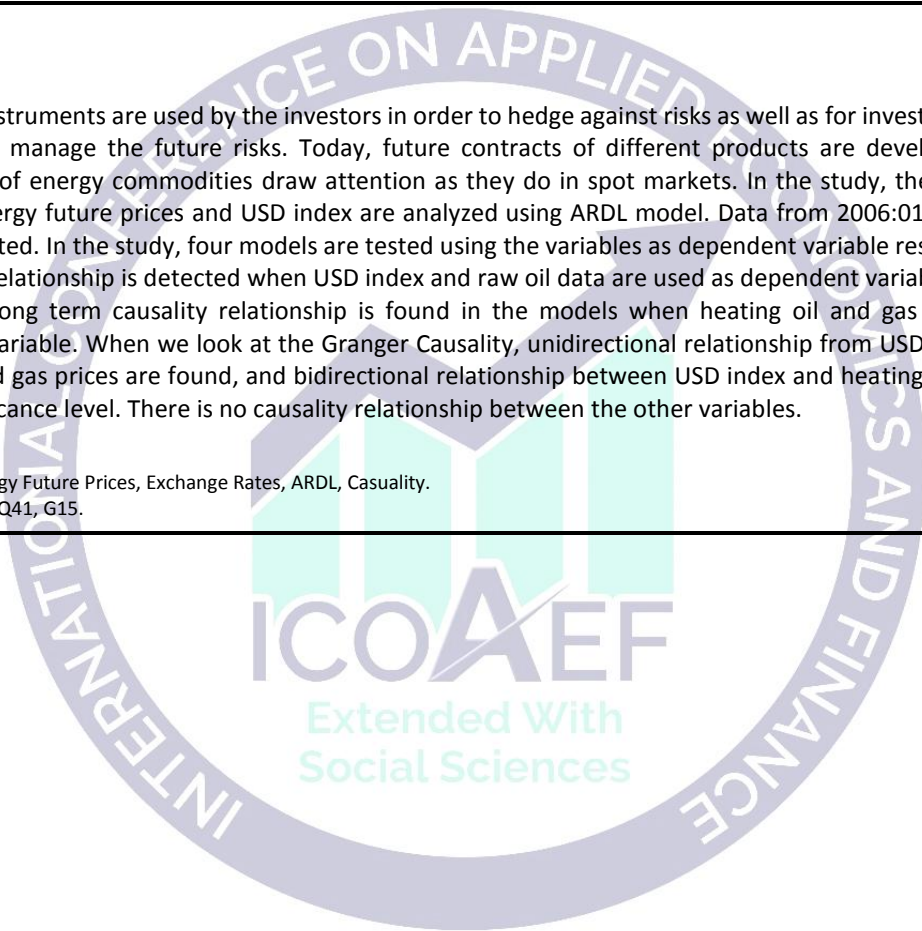 INTERNATIONAL CONFERENCE ON APPLIED ECONOMICS AND FINANCE
struments are used by the investors in order to hedge against risks as well as for invest
manage the future risks. Today, future contracts of different products are devel
of energy commodities draw attention as they do in spot markets. In the study, the
ergy future prices and USD index are analyzed using ARDL model. Data from 2006:01
ted. In the study, four models are tested using the variables as dependent variable res
elationship is detected when USD index and raw oil data are used as dependent varial
ong term causality relationship is found in the models when heating oil and gas
ariable. When we look at the Granger Causality, unidirectional relationship from USD
d gas prices are found, and bidirectional relationship between USD index and heating
cance level. There is no causality relationship between the other variables.
gy Future Prices, Exchange Rates, ARDL, Casuality.
Q41, G15.
ICOAEF
Extended With
Social Sciences